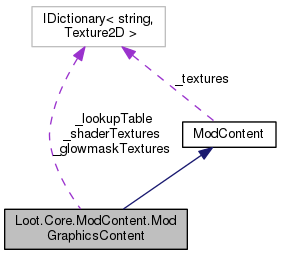 IDictionary< string,
Texture2D >
_textures
_lookupTable
_shaderTextures
_glowmaskTextures
ModContent
Loot.Core.ModContent.Mod
GraphicsContent